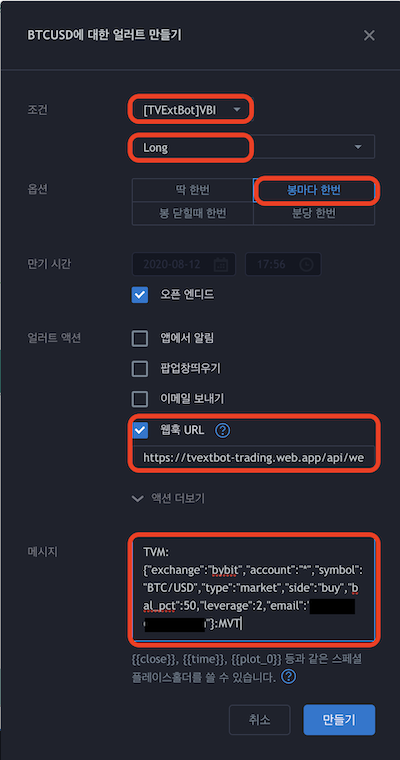 BTCUSD에 대한 얼러트 만들기
조건
[TVExtBot]VBI
Long
옵션
딱 한번
봉마다 한번
봉 닫힐때 한번
분당 한번
만기 시간
2020-08-12
17:56
오픈 엔디드
얼러트 액션
앱에서 알림
팝업창띄우기
이메일 보내기
웹훅 URL
https://tvextbot-trading.web.app/api/we
액션 더보기
메시지
TVM:
{"exchange":"bybit","account":"*","symbol":
"BTC/USD","type":"market","side":"buy","b
al_pct":50,"leverage":2,"email":"
"}:MVT
{{close}}, {{time}}, {{plot_0}} 등과 같은 스페셜
플레이스홀더를 쓸 수 있습니다.
취소
만들기